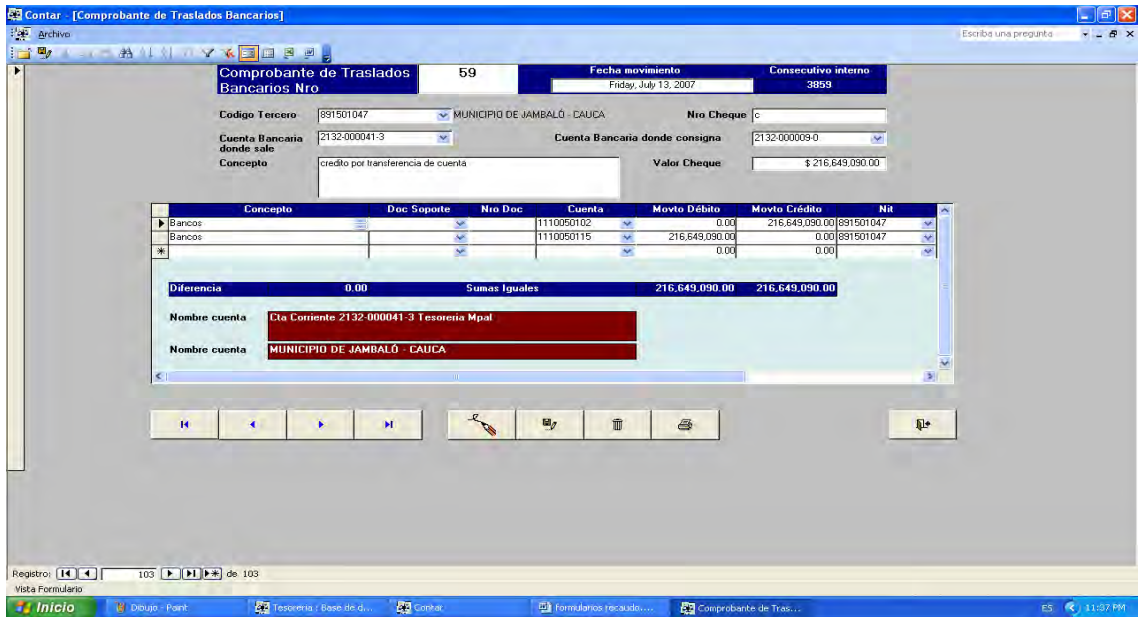 Contar - [Comprobante de Traslados Bancarios]
Archivo
Escriba una pregunta
Comprobante de Traslados Bancarios Nro 59 Fecha movimiento Consecutivo interno
Friday, July 13, 2007 3859
Codigo Tercero 891501047 MUNICIPIO DE JAMBALÓ - CAUCA Nro Cheque c
Cuenta Bancaria donde sale 2132-000041-3 Cuenta Bancaria donde consigna 2132-000009-0
Concepto credito por transferencia de cuenta Valor Cheque $ 216,649,090.00
Concepto Doc Soporte Nro Doc Cuenta Movto Débito Movto Crédito Nit
Bancos 1110050102 0.00 216,649,090.00 891501047
Bancos 1110050115 216,649,090.00 0.00 891501047
0.00 0.00
Diferencia 0.00 Sumas Iguales 216,649,090.00 216,649,090.00
Nombre cuenta Cta Corriente 2132-000041-3 Tesoreria Mpal
Nombre cuenta MUNICIPIO DE JAMBALÓ - CAUCA
Registro: 103 de 103
Vista Formulario
Inicio Dibujo - Paint Tesoreria : Base de d... Contar Formularios recaudo.... Comprobante de Tras... ES 11:37 PM